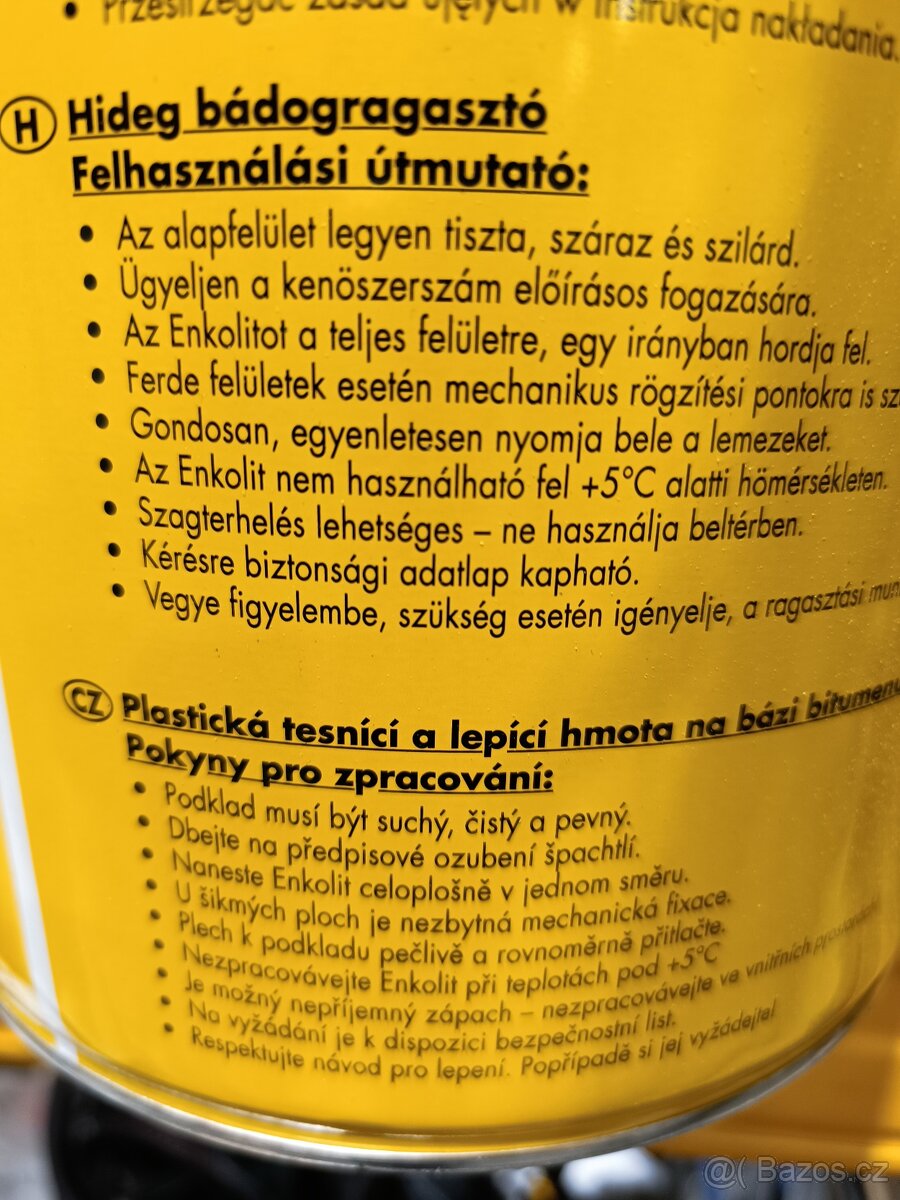 • Przestrzegać zasad ujętych w instrukcja nakładania.
H Hideg bádogragasztó
Felhasználási útmutató:
• Az alapfelület legyen tiszta, száraz és szilárd.
• Ügyeljen a kenöszerszám előírásos fogazására.
• Az Enkolitot a teljes felületre, egy irányban hordja fel.
• Ferde felületek esetén mechanikus rögzítési pontokra is
• Gondosan, egyenletesen nyomja bele a lemezeket.
• Az Enkolit nem használható fel +5°C alatti hömérsékleten.
• Szagterhelés lehetséges – ne használja beltérben.
• Kérésre biztonsági adatlap kapható.
• Vegye figyelembe, szükség esetén igényelje, a ragasztási
CZ Plastická tesnící a lepící hmota na bázi bitumenu
Pokyny pro zpracování:
• Podklad musí být suchý, čistý a pevný.
• Dbejte na předpisové ozubení špachtlí.
• Naneste Enkolit celoplošně v jednom směru.
• U šikmých ploch je nezbytná mechanická fixace.
• Plech k podkladu pečlivě a rovnoměrně přitlačte.
• Nezpracovávejte Enkolit při teplotách pod +5°C
• Je možný nepříjemný zápach – nezpracovávejte ve vnitřních prostorách
• Na vyžádání je k dispozici bezpečnostní list.
• Respektujte návod pro lepení. Popřípadě si jej vyžádejte!
@( Bazos.cz